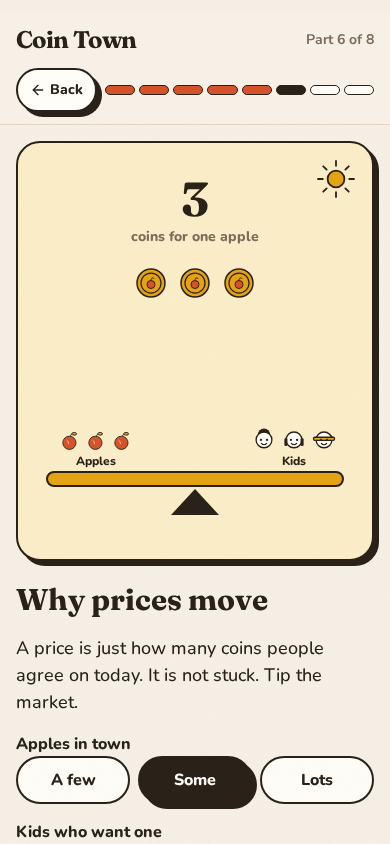 Coin Town
Part 6 of 8
← Back
3
coins for one apple
Apples
Kids
Why prices move
A price is just how many coins people
agree on today. It is not stuck. Tip the
market.
Apples in town
A few
Some
Lots
Kids who want one